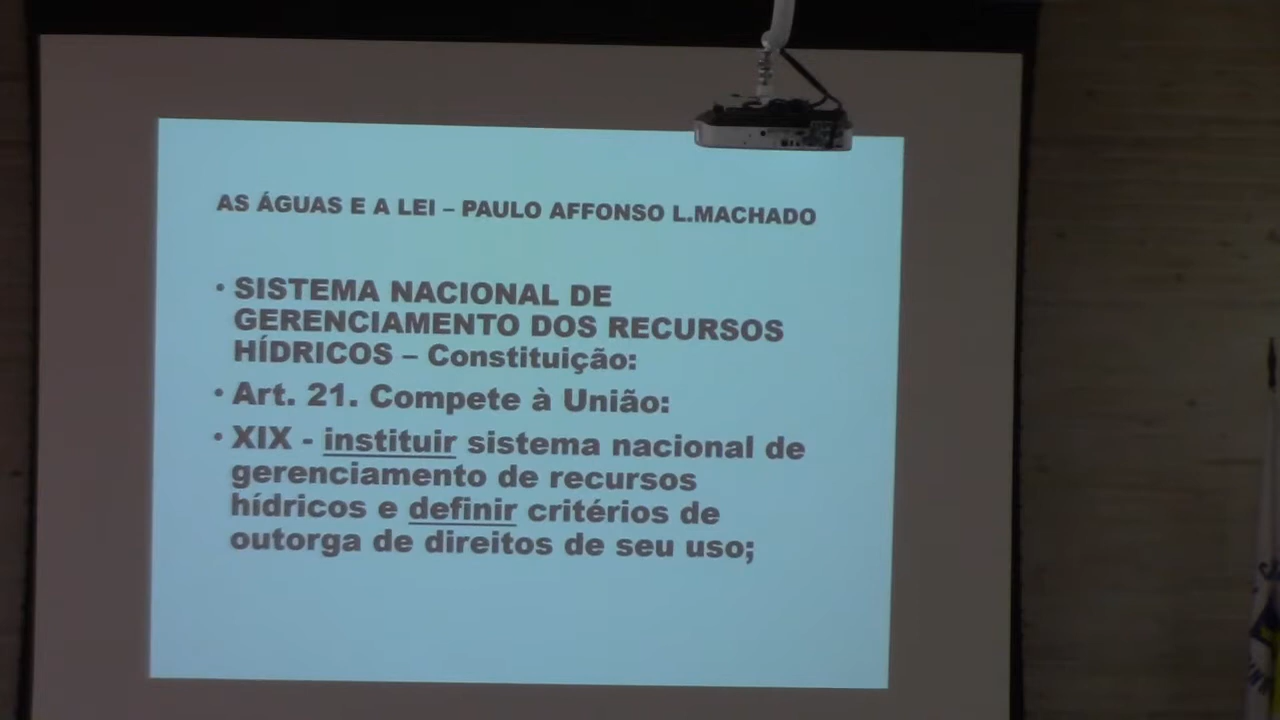 AS ÁGUAS E A LEI – PAULO AFFONSO L.MACHADO
• SISTEMA NACIONAL DE
GERENCIAMENTO DOS RECURSOS
HÍDRICOS – Constituição:
• Art. 21. Compete à União:
• XIX - instituir sistema nacional de
gerenciamento de recursos
hídricos e definir critérios de
outorga de direitos de seu uso;